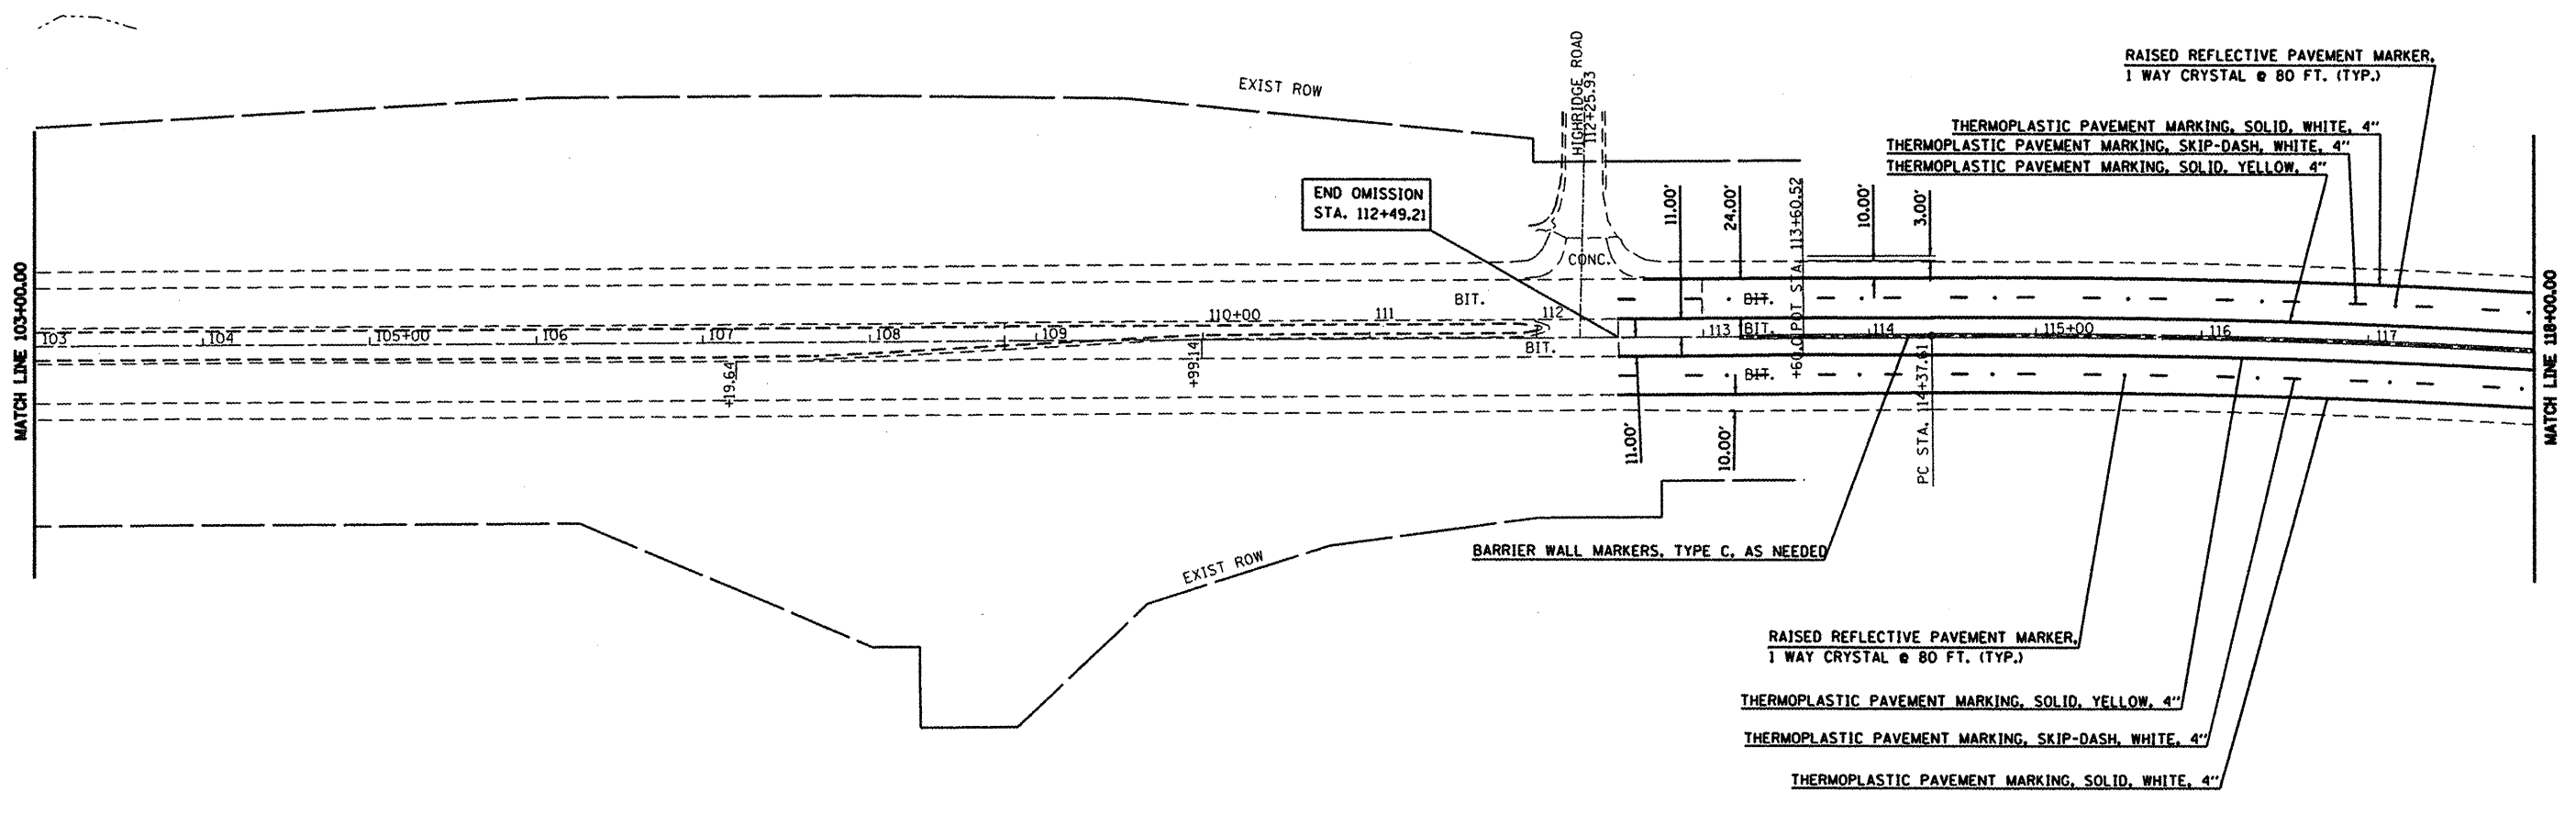 RAISED REFLECTIVE PAVEMENT MARKER,
1 WAY CRYSTAL @ 80 FT. (TYP.)
THERMOPLASTIC PAVEMENT MARKING, SOLID, WHITE, 4"
THERMOPLASTIC PAVEMENT MARKING, SKIP-DASH, WHITE, 4"
THERMOPLASTIC PAVEMENT MARKING, SOLID, YELLOW, 4"
EXIST ROW
HIGHRIDGE ROAD
112+25.93
END OMISSION
STA. 112+49.21
11.00'
24.00'
+60.0 POT STA. 113+60.52
10.00'
3.00'
CONC.
MATCH LINE 103+00.00
MATCH LINE 118+00.00
BIT.
BIT.
103
104
105+00
106
107
108
109
110+00
111
112
113
BIT.
114
115+00
116
117
BIT.
BIT.
+19.64
+99.14
11.00'
10.00'
PC STA. 114+37.61
BARRIER WALL MARKERS, TYPE C, AS NEEDED
EXIST ROW
RAISED REFLECTIVE PAVEMENT MARKER,
1 WAY CRYSTAL @ 80 FT. (TYP.)
THERMOPLASTIC PAVEMENT MARKING, SOLID, YELLOW, 4"
THERMOPLASTIC PAVEMENT MARKING, SKIP-DASH, WHITE, 4"
THERMOPLASTIC PAVEMENT MARKING, SOLID, WHITE, 4"